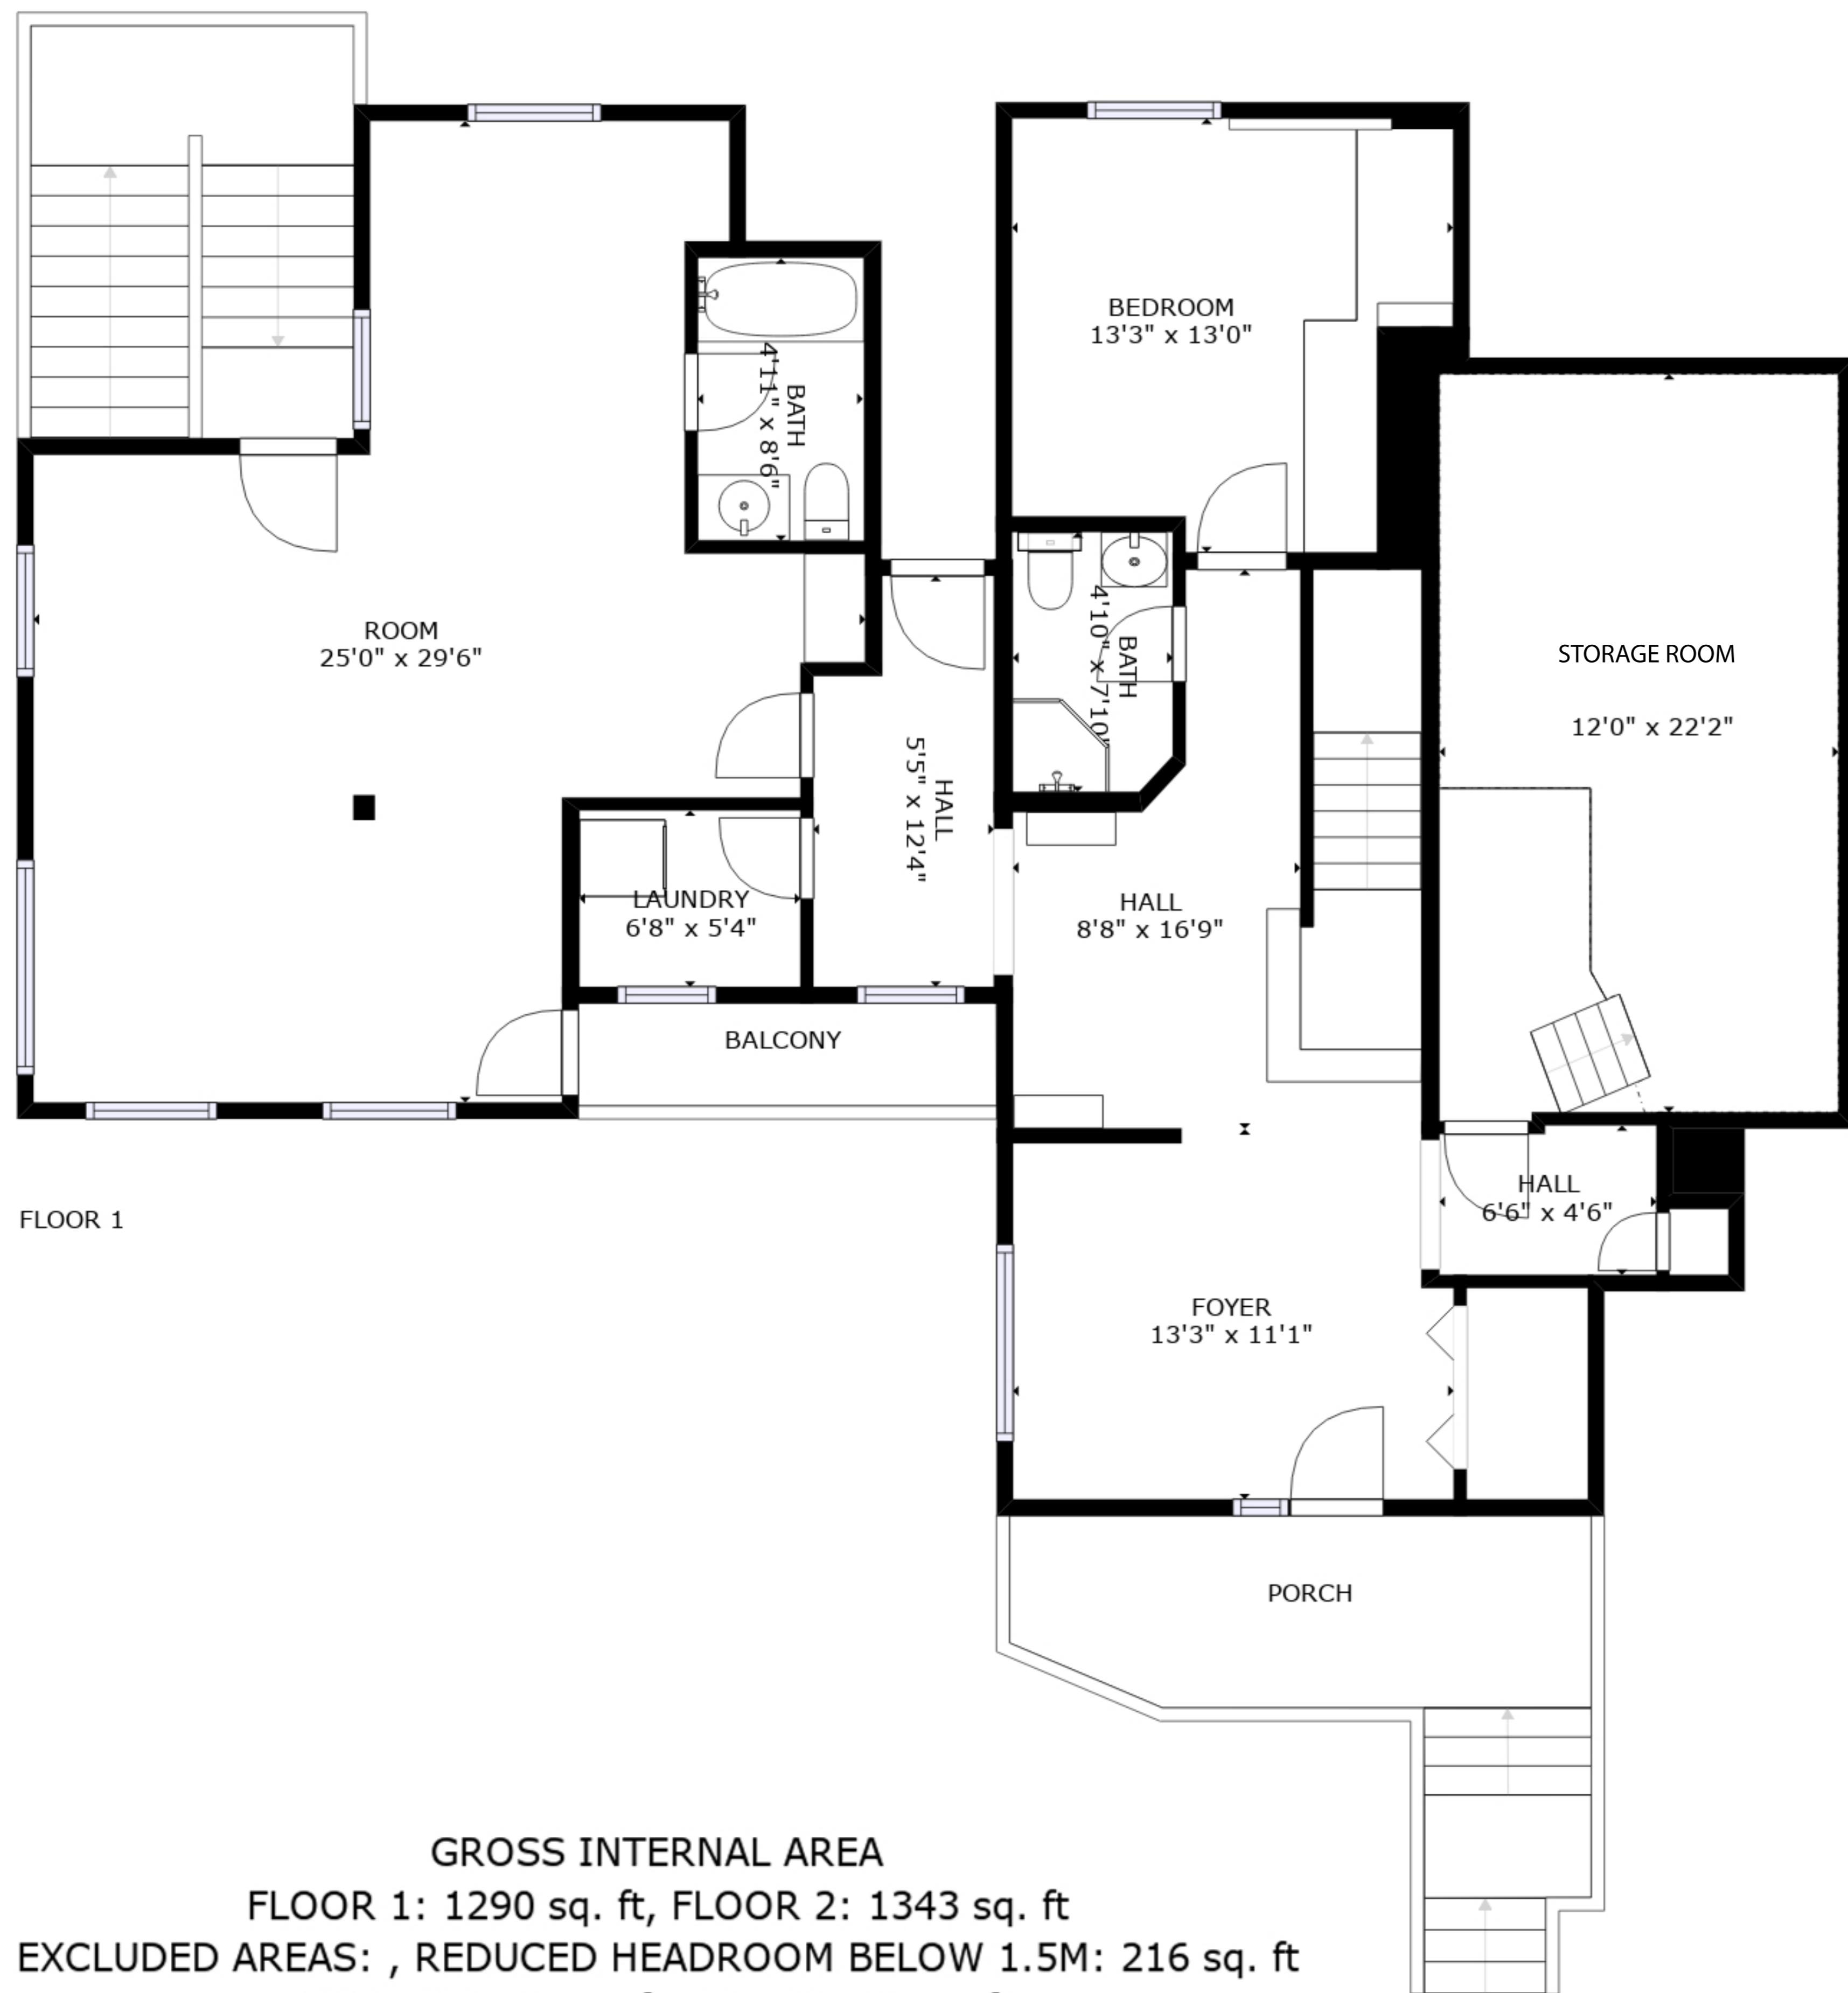 BEDROOM
13'3" x 13'0"
BATH
4'11" x 8'6"
ROOM
25'0" x 29'6"
BATH
4'10" x 7'10"
STORAGE ROOM
12'0" x 22'2"
HALL
5'5" x 12'4"
LAUNDRY
6'8" x 5'4"
HALL
8'8" x 16'9"
BALCONY
HALL
6'6" x 4'6"
FLOOR 1
FOYER
13'3" x 11'1"
PORCH
GROSS INTERNAL AREA
FLOOR 1: 1290 sq. ft, FLOOR 2: 1343 sq. ft
EXCLUDED AREAS: , REDUCED HEADROOM BELOW 1.5M: 216 sq. ft